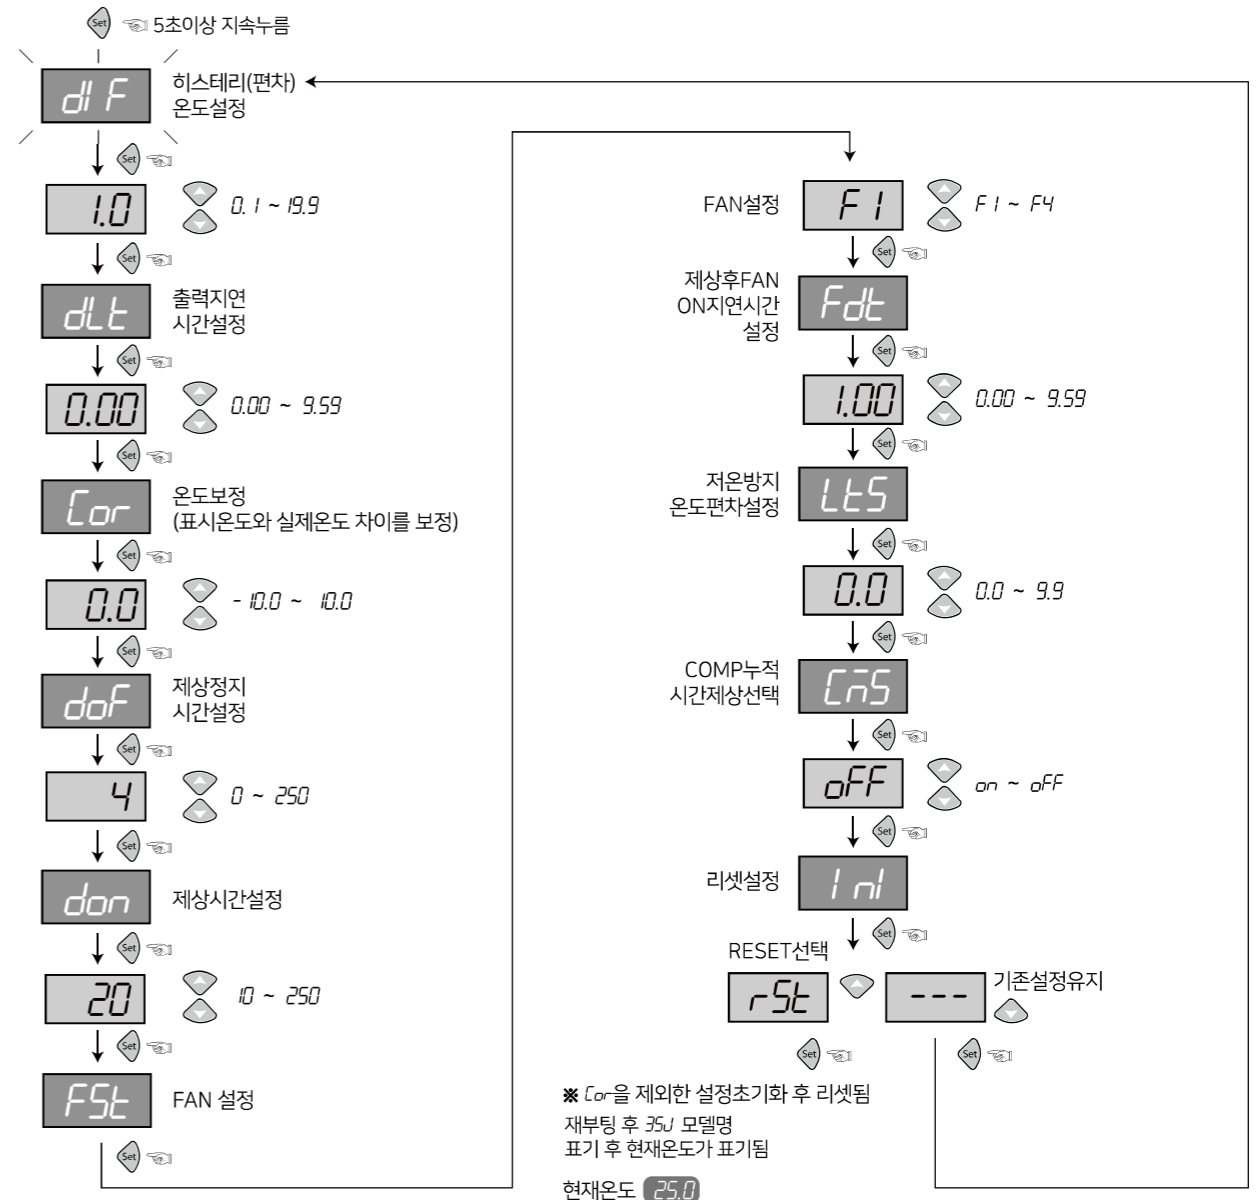 Set 5초이상 지속누름
dIF 히스테리(편차)
온도설정
Set
1.0 0.1 ~ 19.9
Set
dLt 출력지연
시간설정
Set
0.00 0.00 ~ 9.59
Set
Cor 온도보정
(표시온도와 실제온도 차이를 보정)
Set
0.0 -10.0 ~ 10.0
Set
doF 제상정지
시간설정
Set
4 0 ~ 250
Set
don 제상시간설정
Set
20 10 ~ 250
Set
FSt FAN 설정
Set
FAN설정 F1 F1 ~ F4
Set
제상후FAN
ON지연시간
설정
Fdt
Set
1.00 0.00 ~ 9.59
Set
저온방지
온도편차설정
LtS
Set
0.0 0.0 ~ 9.9
Set
COMP누적
시간제상선택
CnS
Set
oFF on ~ oFF
Set
리셋설정 InI
Set
RESET선택
rSt --- 기존설정유지
Set Set
※ Cor을 제외한 설정초기화 후 리셋됨
재부팅 후 35J 모델명
표기 후 현재온도가 표기됨
현재온도 25.0